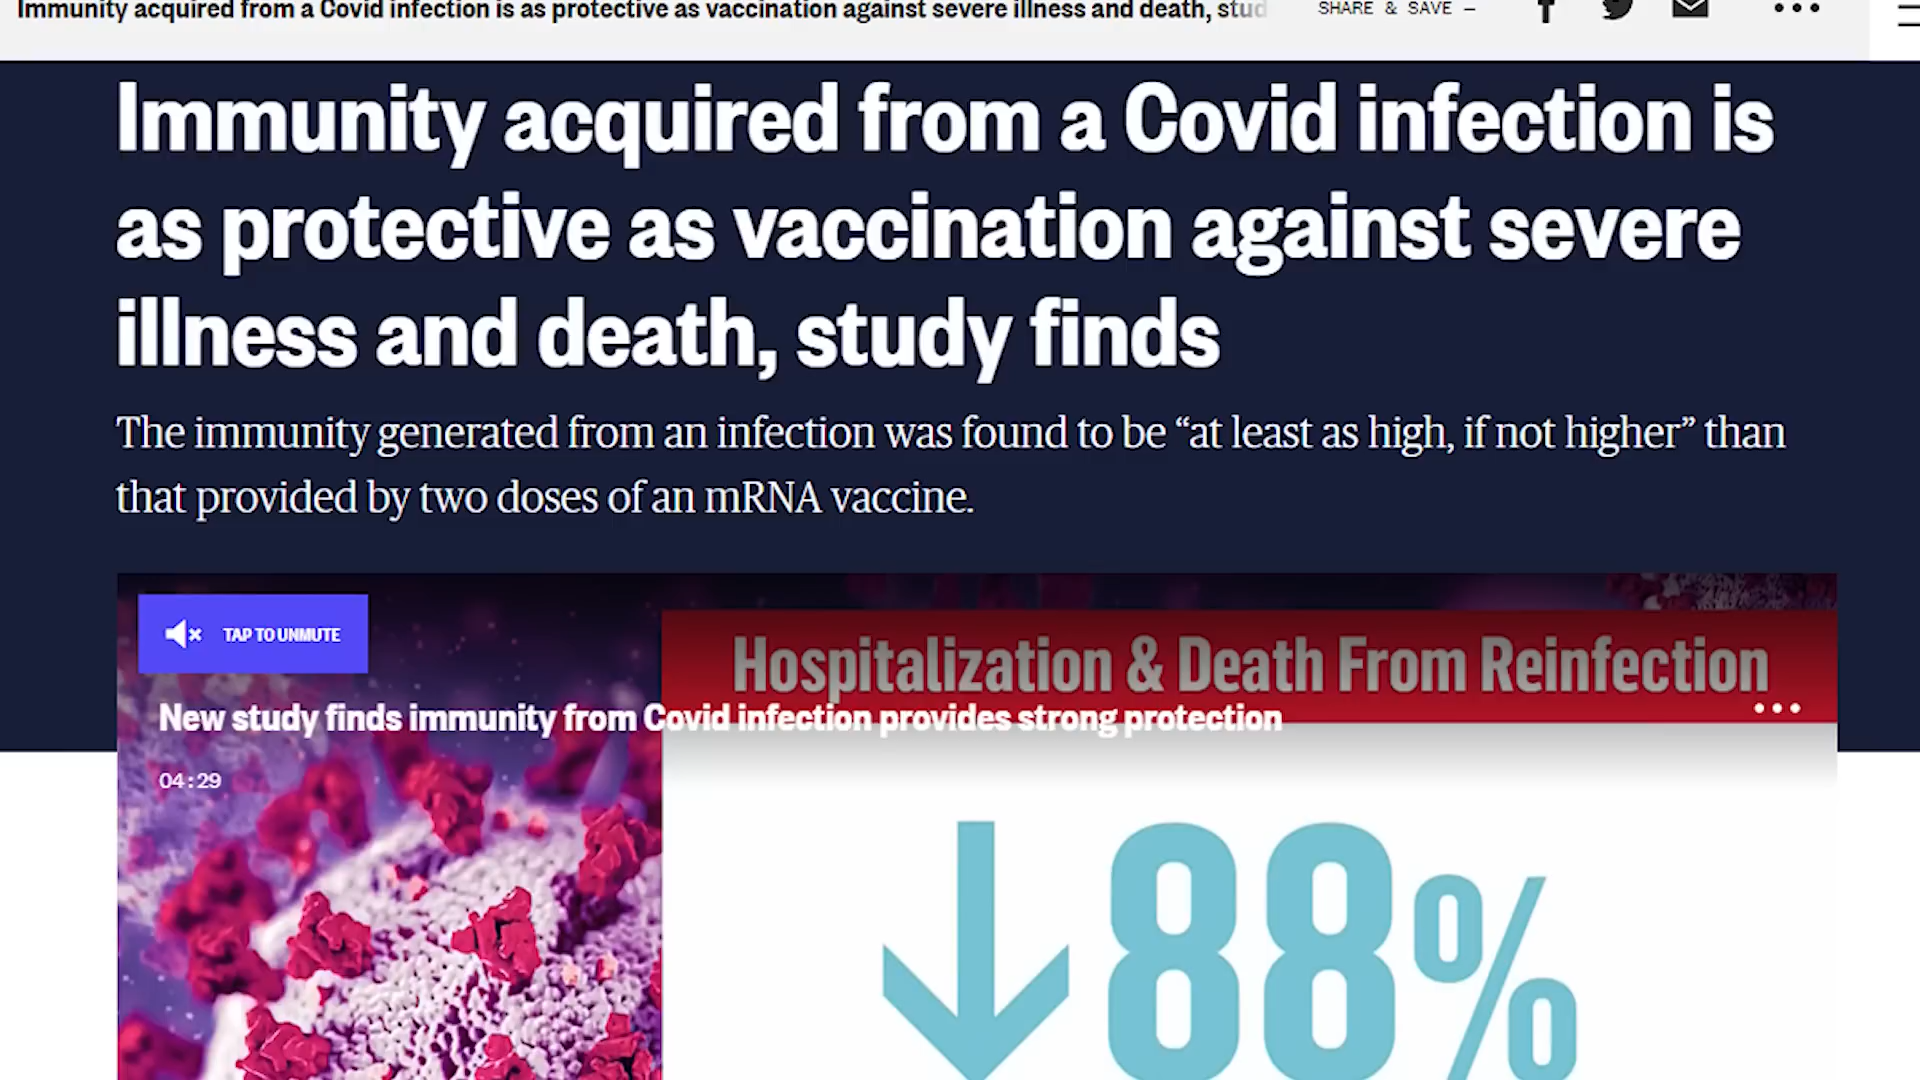 Immunity acquired from a Covid infection is as protective as vaccination against severe illness and death, stud
SHARE & SAVE —
Immunity acquired from a Covid infection is
as protective as vaccination against severe
illness and death, study finds
The immunity generated from an infection was found to be “at least as high, if not higher” than
that provided by two doses of an mRNA vaccine.
TAP TO UNMUTE
Hospitalization & Death From Reinfection
New study finds immunity from Covid infection provides strong protection
04:29
↓88%